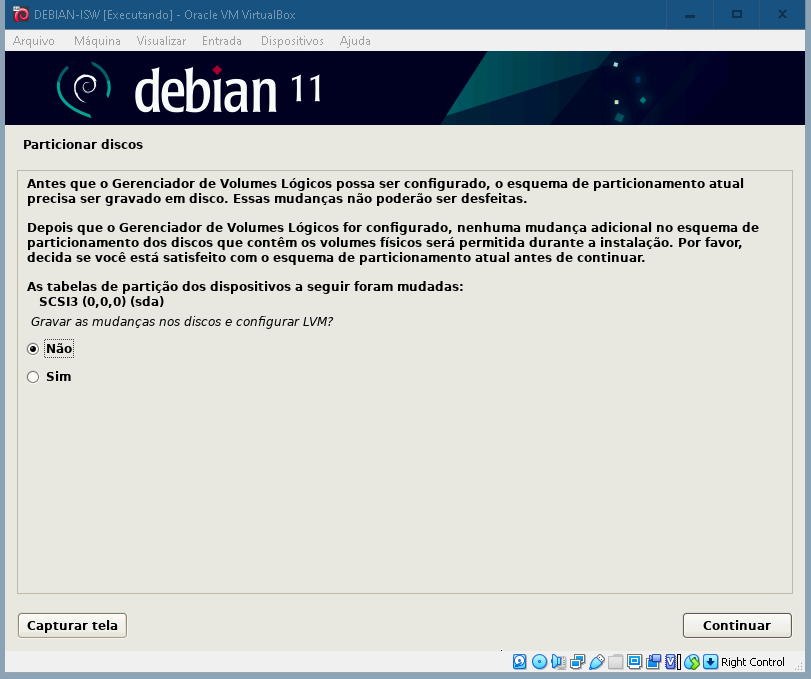 DEBIAN-ISW [Executando] - Oracle VM VirtualBox
Arquivo Máquina Visualizar Entrada Dispositivos Ajuda
debian 11
Particionar discos
Antes que o Gerenciador de Volumes Lógicos possa ser configurado, o esquema de particionamento atual
precisa ser gravado em disco. Essas mudanças não poderão ser desfeitas.
Depois que o Gerenciador de Volumes Lógicos for configurado, nenhuma mudança adicional no esquema de
particionamento dos discos que contêm os volumes físicos será permitida durante a instalação. Por favor,
decida se você está satisfeito com o esquema de particionamento atual antes de continuar.
As tabelas de partição dos dispositivos a seguir foram mudadas:
SCSI3 (0,0,0) (sda)
Gravar as mudanças nos discos e configurar LVM?
Não
Sim
Capturar tela Continuar
Right Control